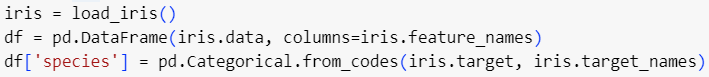 iris = load_iris()
df = pd.DataFrame(iris.data, columns=iris.feature_names)
df['species'] = pd.Categorical.from_codes(iris.target, iris.target_names)